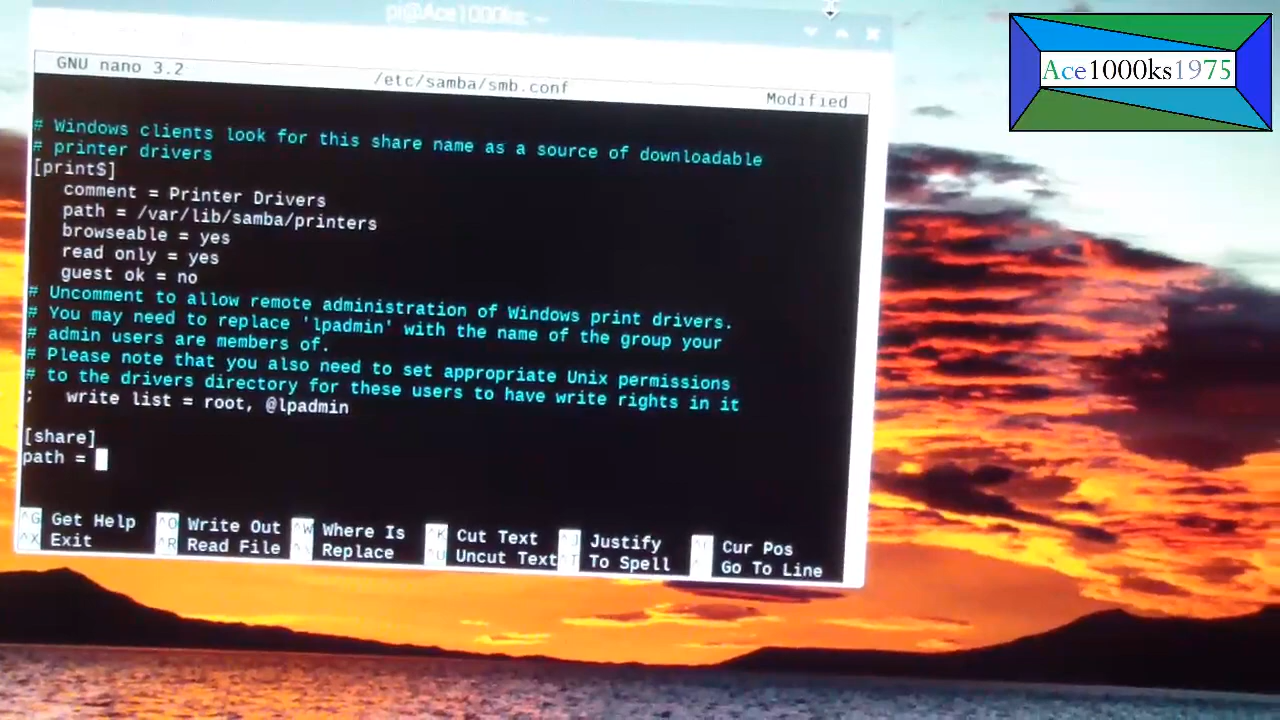 pi@Ace1000ks: ~
Ace1000ks1975
GNU nano 3.2
/etc/samba/smb.conf
Modified
# Windows clients look for this share name as a source of downloadable
# printer drivers
[print$]
comment = Printer Drivers
path = /var/lib/samba/printers
browseable = yes
read only = yes
guest ok = no
# Uncomment to allow remote administration of Windows print drivers.
# You may need to replace 'lpadmin' with the name of the group your
# admin users are members of.
# Please note that you also need to set appropriate Unix permissions
# to the drivers directory for these users to have write rights in it
; write list = root, @lpadmin
[share]
path =
^G Get Help ^O Write Out ^W Where Is ^K Cut Text ^J Justify Cur Pos
^X Exit ^R Read File Replace ^U Uncut Text ^T To Spell Go To Line